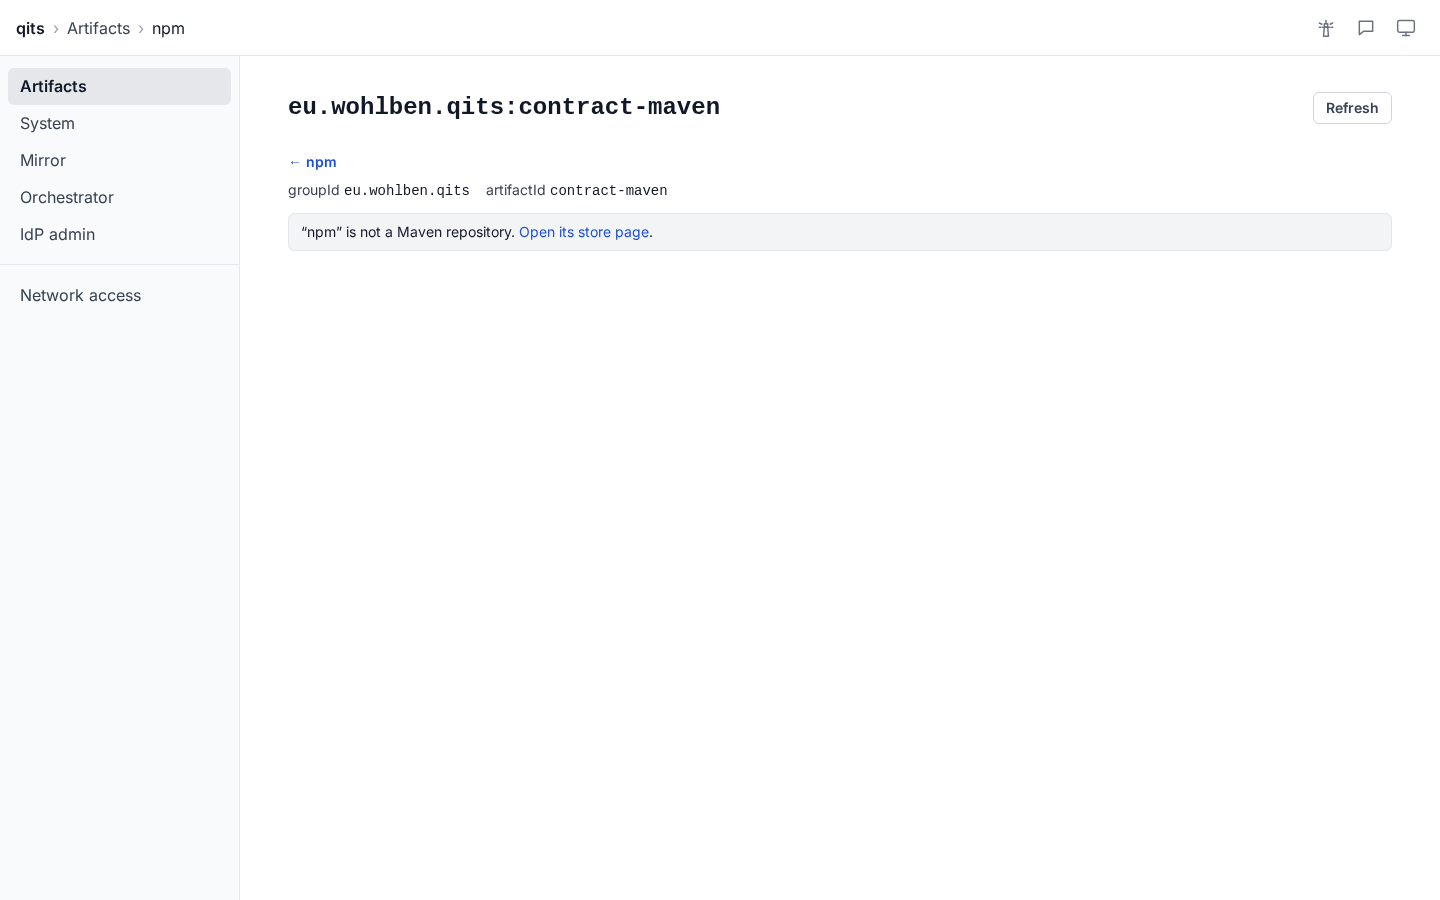 qits › Artifacts › npm
Artifacts
System
Mirror
Orchestrator
IdP admin
Network access
eu.wohlben.qits:contract-maven
Refresh
← npm
groupId eu.wohlben.qits artifactId contract-maven
“npm” is not a Maven repository. Open its store page.